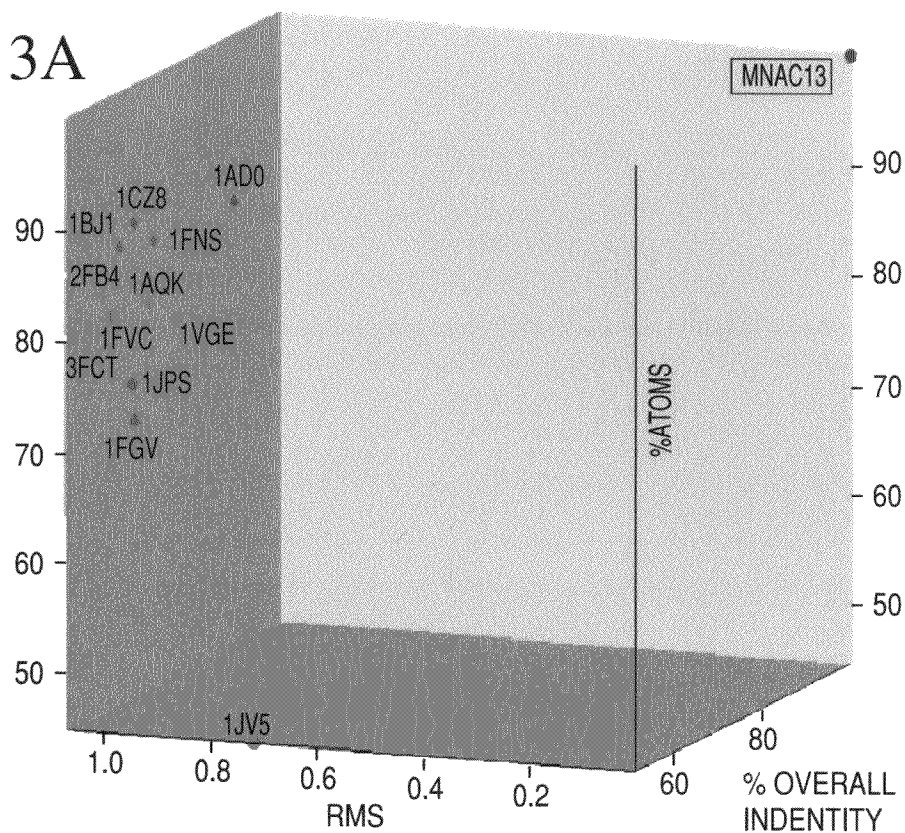 3A
MNAC13
1AD0
1CZ8
1BJ1
1FNS
2FB4
1AQK
1FVC
1VGE
3FCT
1JPS
1FGV
1JV5
90
80
70
60
50
90
80
70
60
50
%ATOMS
1.0
0.8
0.6
0.4
0.2
RMS
60
80
% OVERALL
INDENTITY